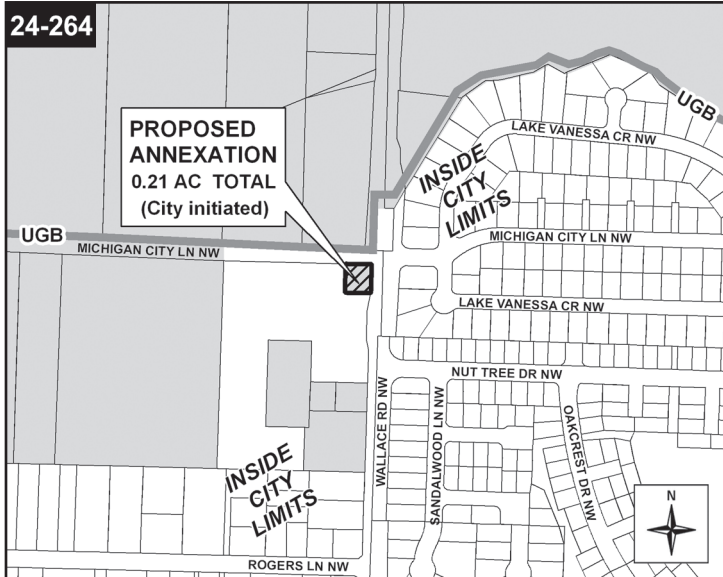 24-264
PROPOSED
ANNEXATION
0.21 AC TOTAL
(City initiated)
UGB
LAKE VANESSA CR NW
INSIDE
CITY
LIMITS
UGB
MICHIGAN CITY LN NW
MICHIGAN CITY LN NW
LAKE VANESSA CR NW
NUT TREE DR NW
WALLACE RD NW
SANDALWOOD LN NW
OAKCREST DR NW
INSIDE
CITY
LIMITS
ROGERS LN NW
N